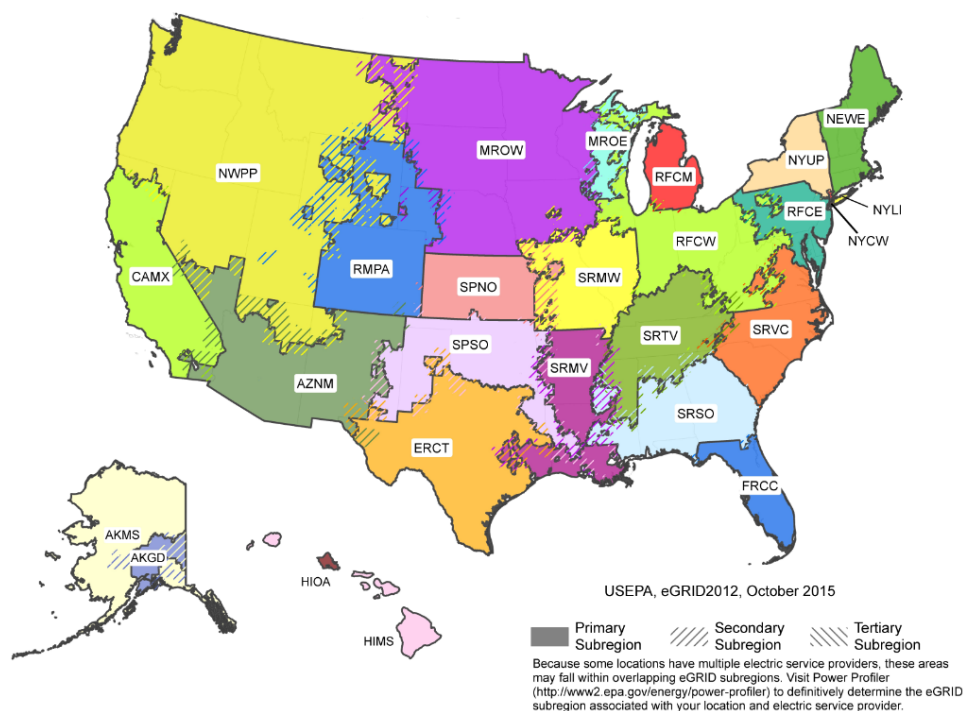 NEWE
MROE
MROW
NYUP
NWPP
RFCM
NYLI
RFCE
NYCW
RFCW
CAMX
RMPA
SRMW
SPNO
SRTV
SRVC
SPSO
SRMV
AZNM
SRSO
ERCT
FRCC
AKMS
AKGD
HIOA
HIMS
USEPA, eGRID2012, October 2015
Primary Subregion
Secondary Subregion
Tertiary Subregion
Because some locations have multiple electric service providers, these areas
may fall within overlapping eGRID subregions. Visit Power Profiler
(http://www2.epa.gov/energy/power-profiler) to definitively determine the eGRID
subregion associated with your location and electric service provider.